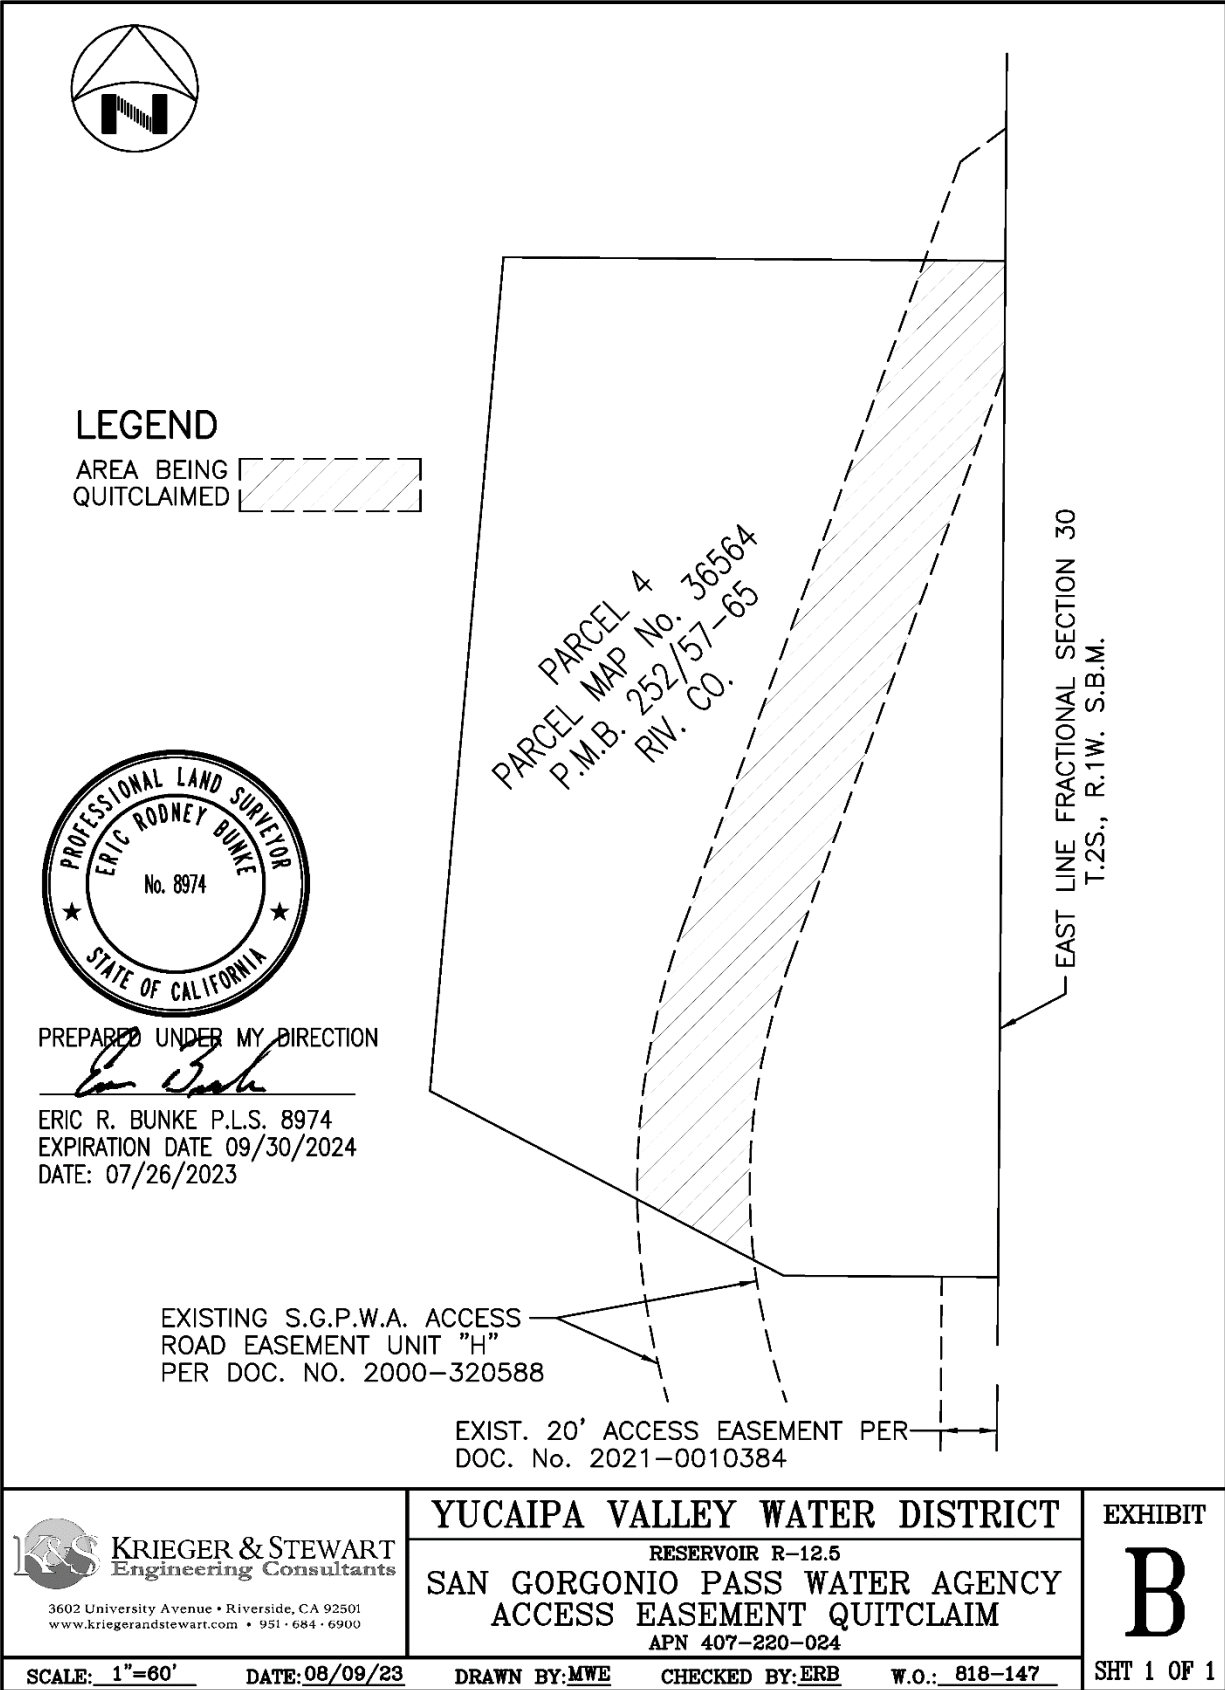 N
LEGEND
AREA BEING
QUITCLAIMED
PARCEL 4
PARCEL MAP No. 36564
P.M.B. 252/57-65
RIV. CO.
EAST LINE FRACTIONAL SECTION 30
T.2S., R.1W. S.B.M.
PROFESSIONAL LAND SURVEYOR
ERIC RODNEY BUNKE
No. 8974
STATE OF CALIFORNIA
PREPARED UNDER MY DIRECTION
ERIC R. BUNKE P.L.S. 8974
EXPIRATION DATE 09/30/2024
DATE: 07/26/2023
EXISTING S.G.P.W.A. ACCESS
ROAD EASEMENT UNIT "H"
PER DOC. NO. 2000-320588
EXIST. 20' ACCESS EASEMENT PER
DOC. No. 2021-0010384
K&S
KRIEGER & STEWART
Engineering Consultants
3602 University Avenue • Riverside, CA 92501
www.kriegerandstewart.com • 951 · 684 · 6900
YUCAIPA VALLEY WATER DISTRICT
RESERVOIR R-12.5
SAN GORGONIO PASS WATER AGENCY
ACCESS EASEMENT QUITCLAIM
APN 407-220-024
EXHIBIT
B
SHT 1 OF 1
SCALE: 1"=60' DATE: 08/09/23 DRAWN BY: MWE CHECKED BY: ERB W.O.: 818-147